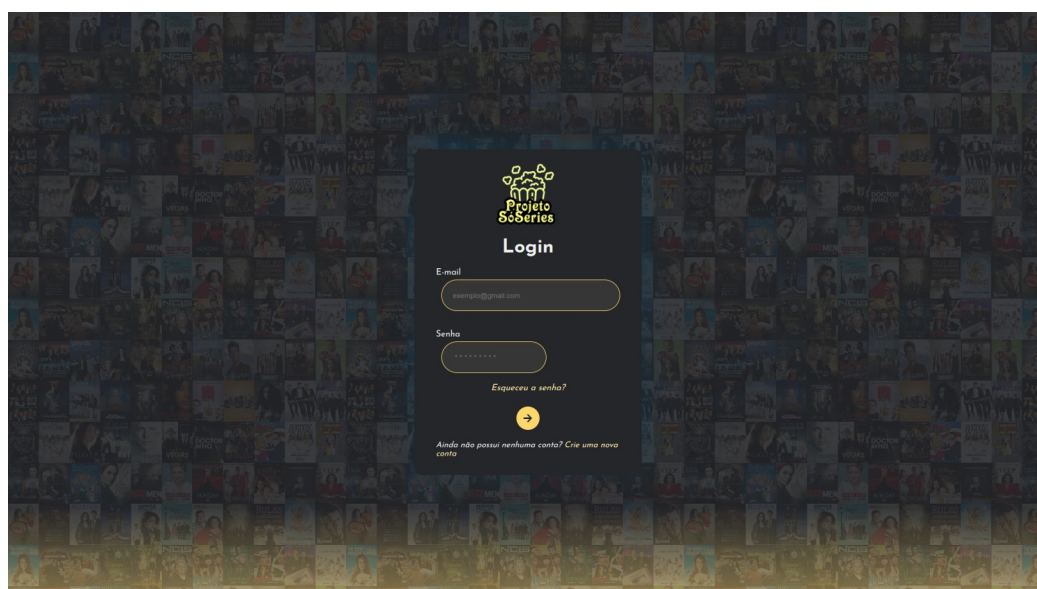 Projeto
SóSeries
Login
E-mail
exemplo@gmail.com
Senha
*********
Esqueceu a senha?
Ainda não possui nenhuma conta? Crie uma nova
conta